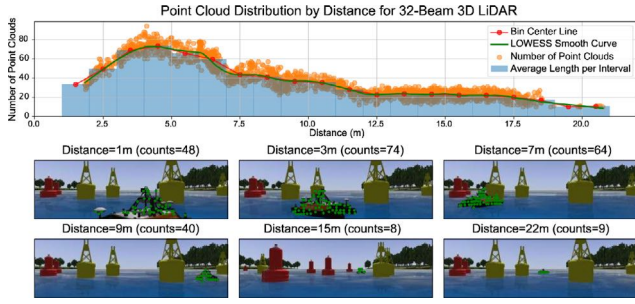 Point Cloud Distribution by Distance for 32-Beam 3D LiDAR
Number of Point Clouds
80
60
40
20
0
Bin Center Line
LOWESS Smooth Curve
Number of Point Clouds
Average Length per Interval
0.0 2.5 5.0 7.5 10.0 12.5 15.0 17.5 20.0
Distance (m)
Distance=1m (counts=48) Distance=3m (counts=74) Distance=7m (counts=64)
Distance=9m (counts=40) Distance=15m (counts=8) Distance=22m (counts=9)